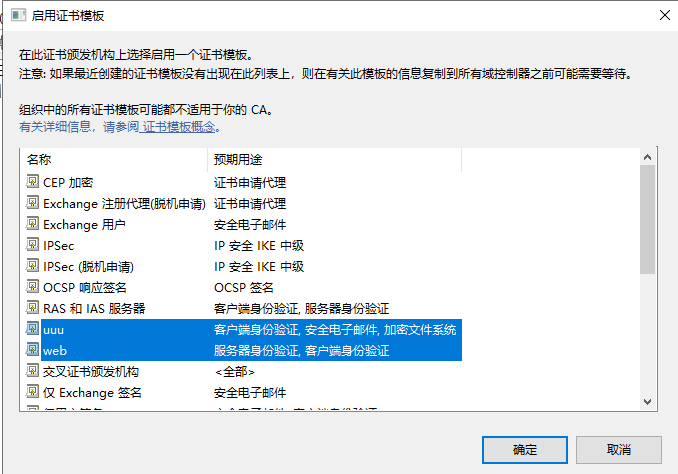 启用证书模板
在此证书颁发机构上选择启用一个证书模板。
注意: 如果最近创建的证书模板没有出现在此列表上，则在有关此模板的信息复制到所有域控制器之前可能需要等待。
组织中的所有证书模板可能都不适用于你的 CA。
有关详细信息，请参阅 证书模板概念。
名称 预期用途
CEP 加密 证书申请代理
Exchange 注册代理(脱机申请) 证书申请代理
Exchange 用户 安全电子邮件
IPSec IP 安全 IKE 中级
IPSec (脱机申请) IP 安全 IKE 中级
OCSP 响应签名 OCSP 签名
RAS 和 IAS 服务器 客户端身份验证, 服务器身份验证
uuu 客户端身份验证, 安全电子邮件, 加密文件系统
web 服务器身份验证, 客户端身份验证
交叉证书颁发机构 <全部>
仅 Exchange 签名 安全电子邮件
确定 取消